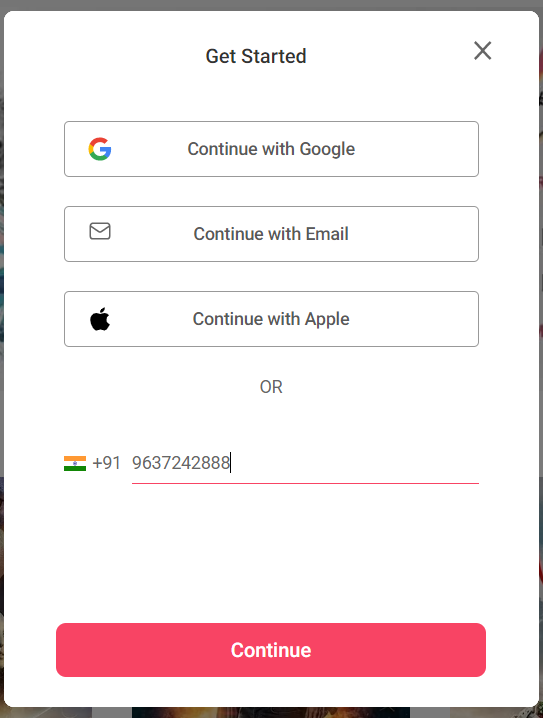 Get Started
Continue with Google
Continue with Email
Continue with Apple
OR
+91 9637242888
Continue